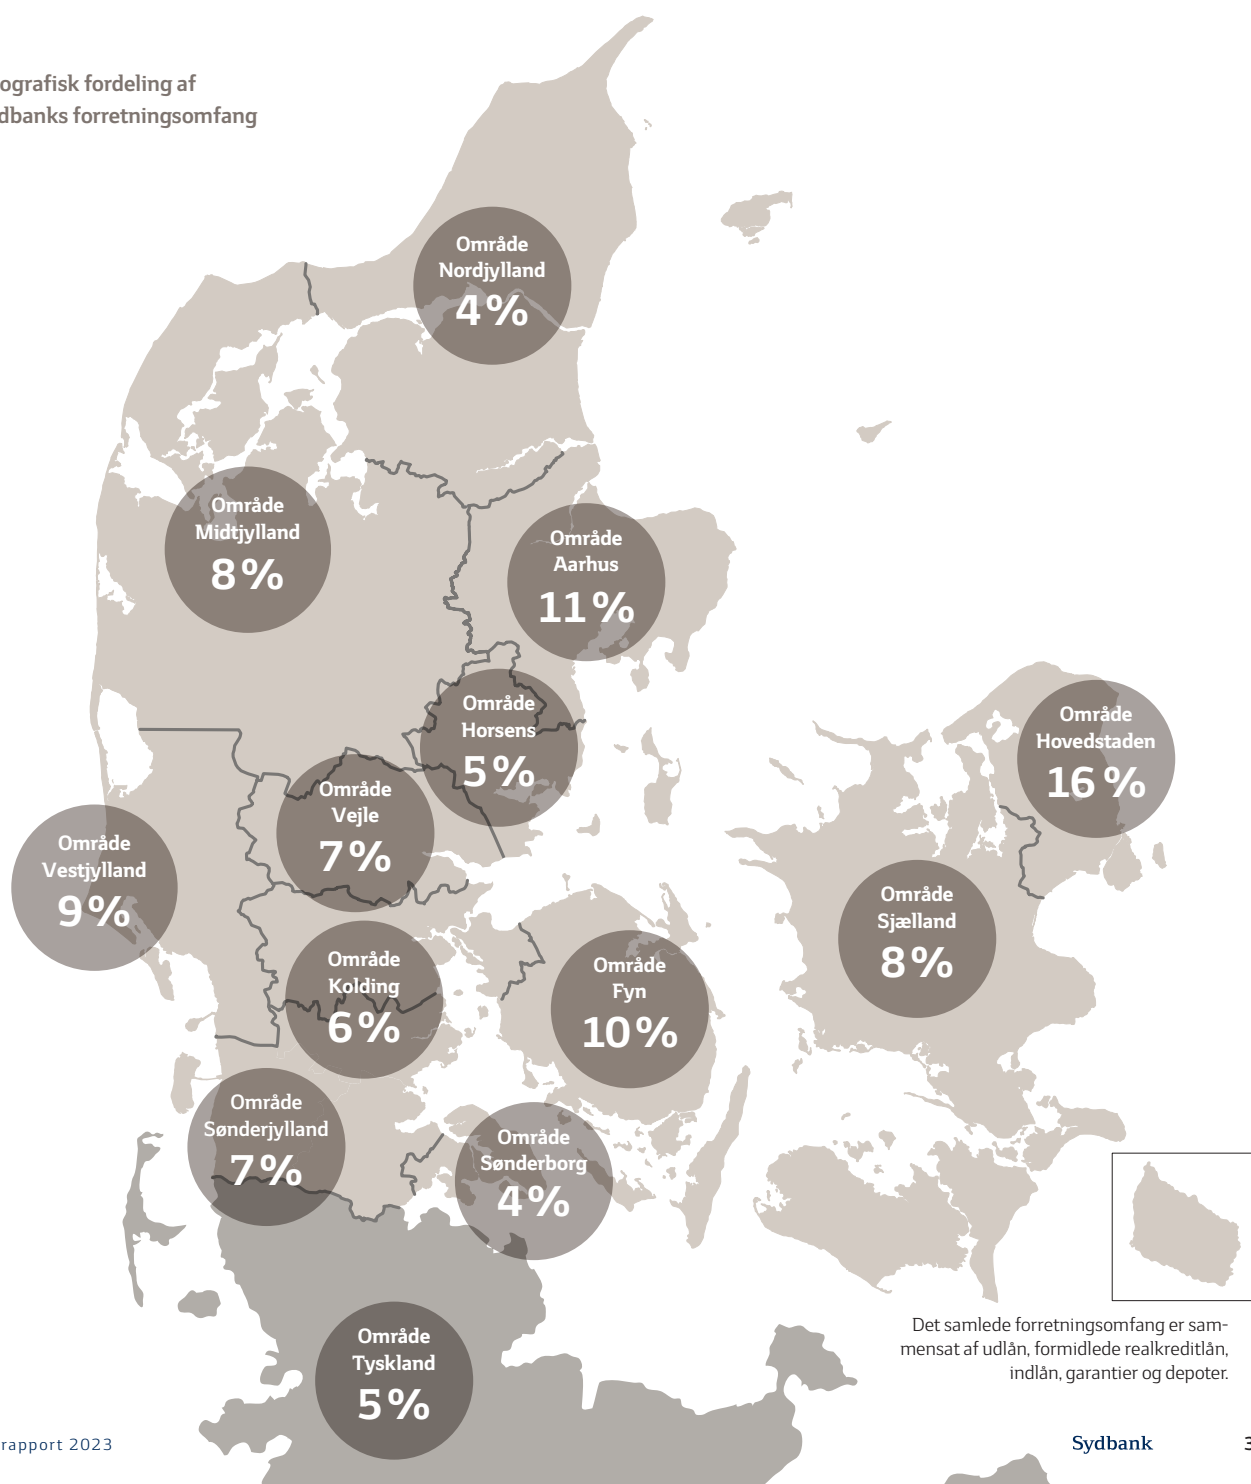 ografisk fordeling af
dbanks forretningsomfang
Område
Nordjylland
4 %
Område
Midtjylland
8 %
Område
Aarhus
11 %
Område
Horsens
5 %
Område
Hovedstaden
16 %
Område
Vejle
7 %
Område
Vestjylland
9 %
Område
Sjælland
8 %
Område
Kolding
6 %
Område
Fyn
10 %
Område
Sønderjylland
7 %
Område
Sønderborg
4 %
Område
Tyskland
5 %
Det samlede forretningsomfang er sam-
mensat af udlån, formidlede realkreditlån,
indlån, garantier og depoter.
rapport 2023
Sydbank
3